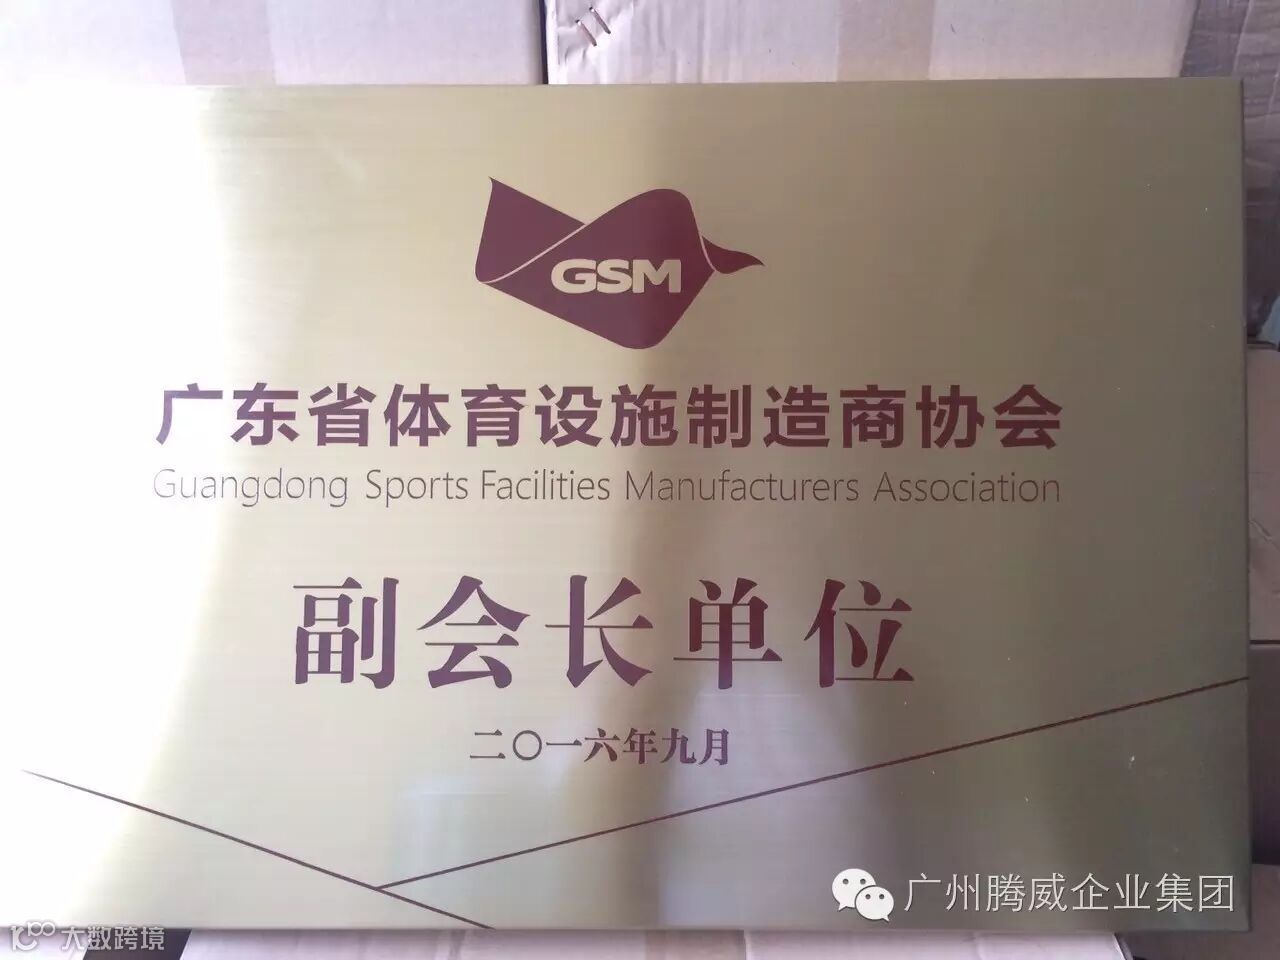 GSM
广东省体育设施制造商协会
Guangdong Sports Facilities Manufacturers Association
副会长单位
二〇一六年九月
广州腾威企业集团
大数跨境